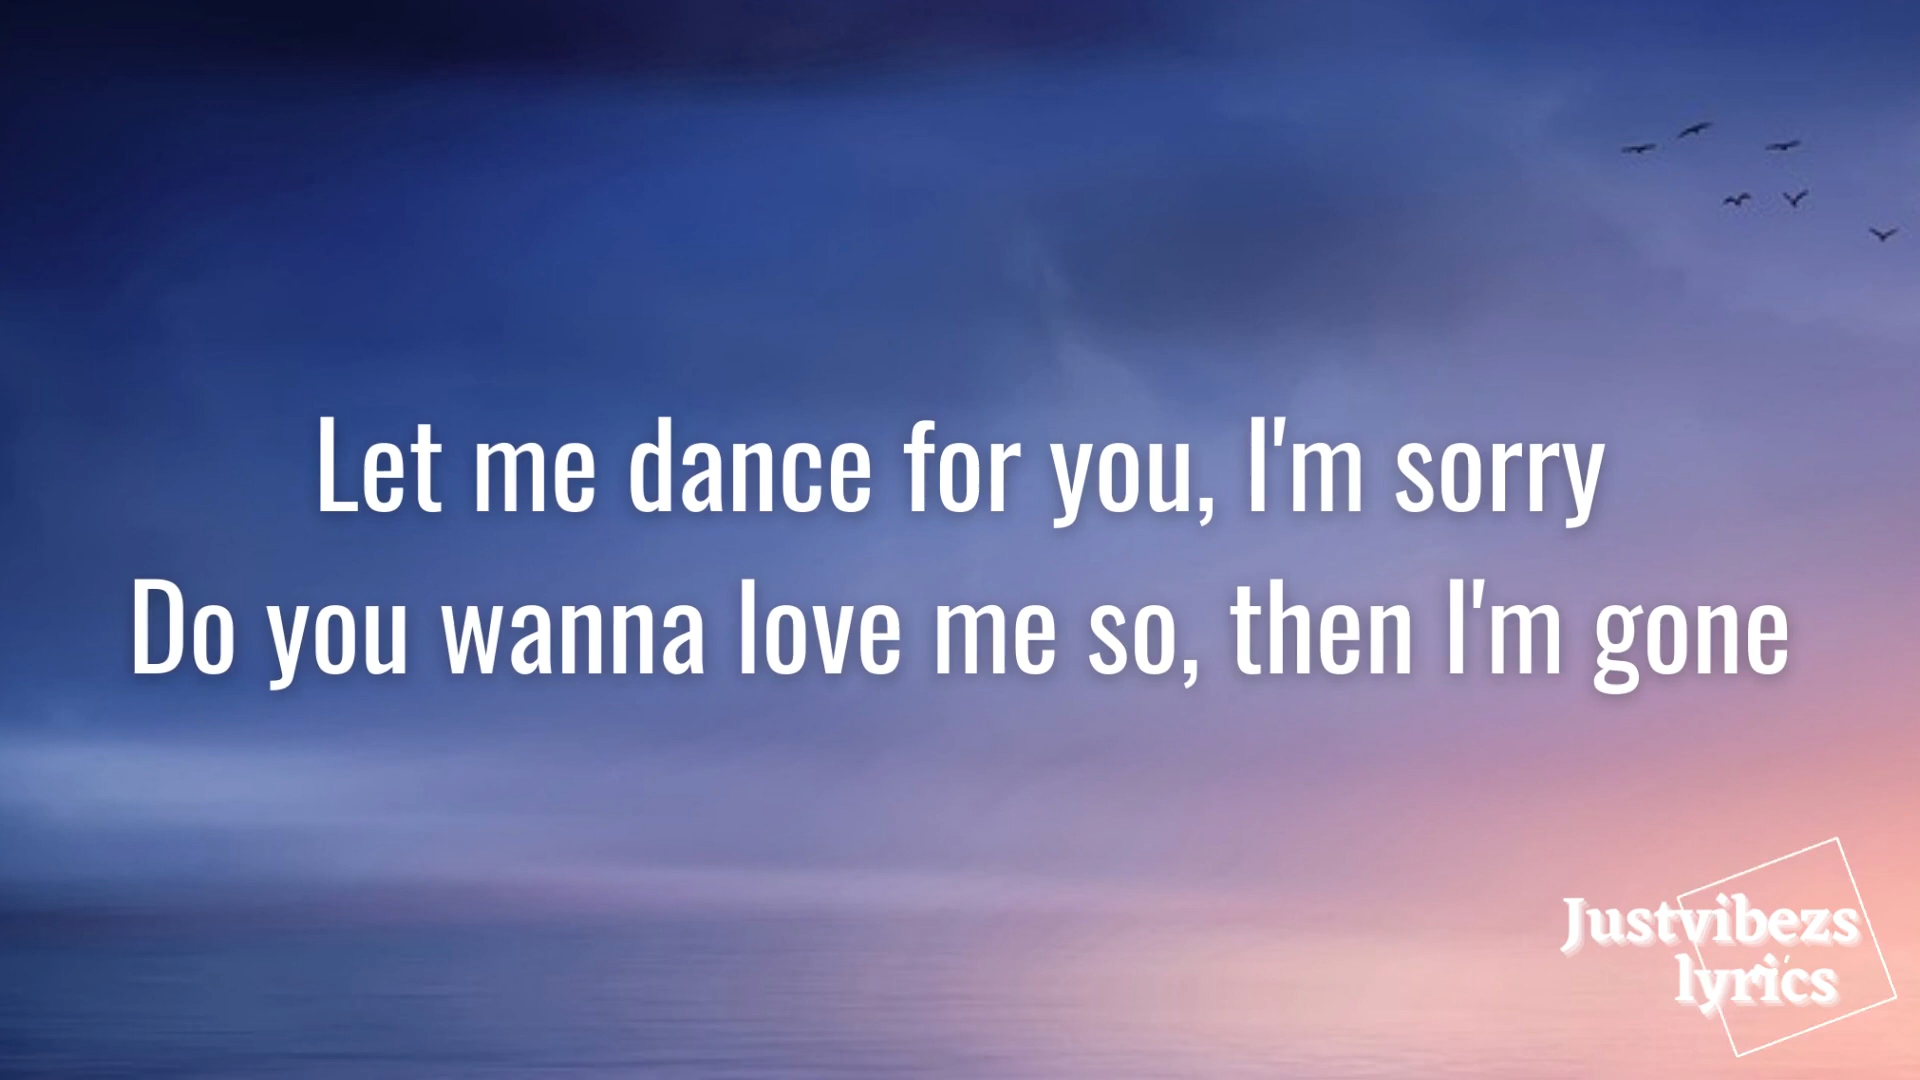 Let me dance for you, I'm sorry
Do you wanna love me so, then I'm gone
Justvibezs
lyrics